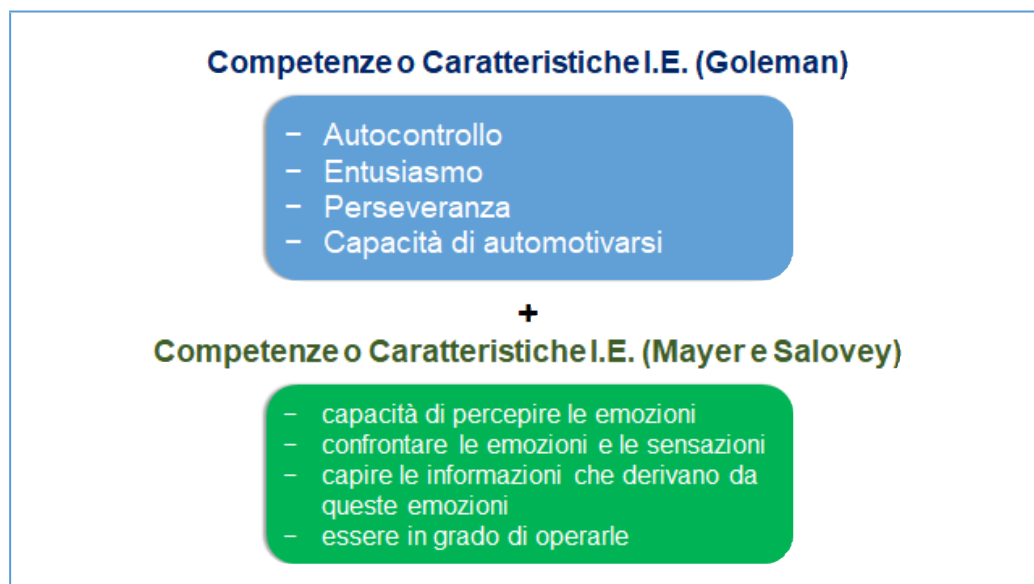 Competenze o Caratteristiche I.E. (Goleman)
− Autocontrollo
− Entusiasmo
− Perseveranza
− Capacità di automotivarsi
+
Competenze o Caratteristiche I.E. (Mayer e Salovey)
− capacità di percepire le emozioni
− confrontare le emozioni e le sensazioni
− capire le informazioni che derivano da
queste emozioni
− essere in grado di operarle